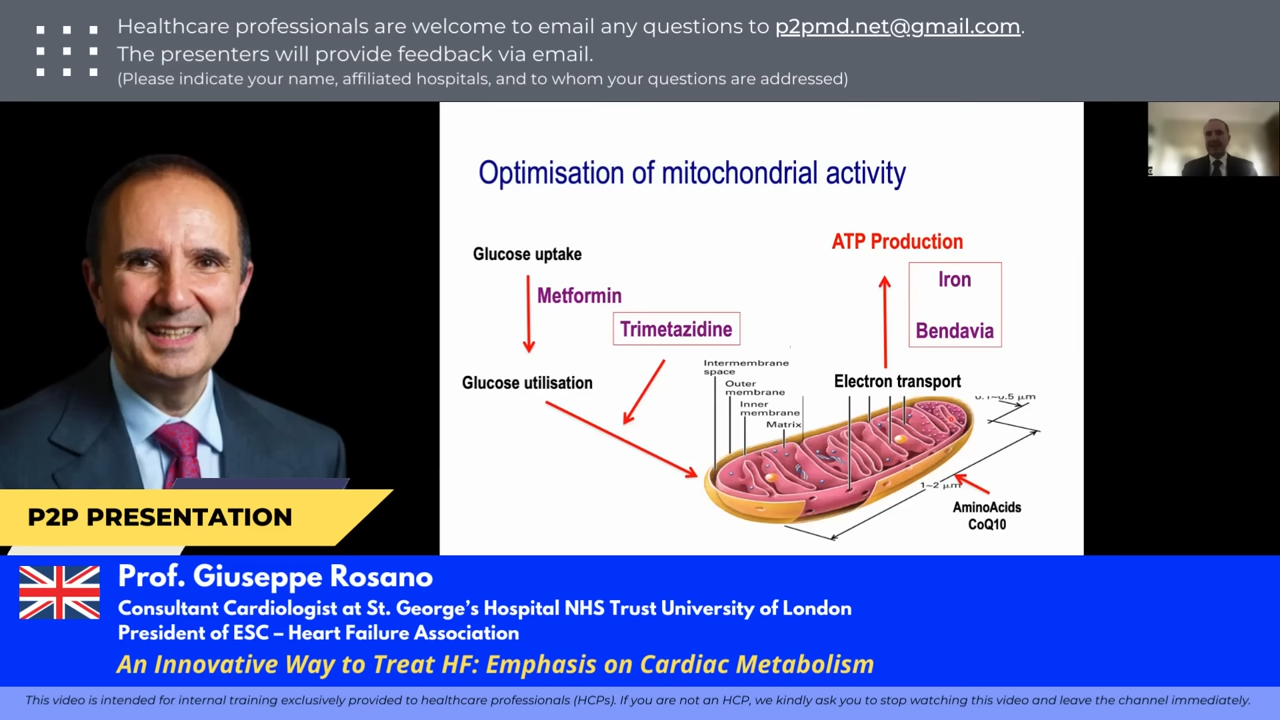 Healthcare professionals are welcome to email any questions to p2pmd.net@gmail.com.
The presenters will provide feedback via email.
(Please indicate your name, affiliated hospitals, and to whom your questions are addressed)
Optimisation of mitochondrial activity
Glucose uptake
Metformin
Trimetazidine
Glucose utilisation
ATP Production
Iron
Bendavia
Electron transport
Intermembrane
space
Outer
membrane
Inner
membrane
Matrix
1~2 μm
AminoAcids
CoQ10
P2P PRESENTATION
Prof. Giuseppe Rosano
Consultant Cardiologist at St. George's Hospital NHS Trust University of London
President of ESC – Heart Failure Association
An Innovative Way to Treat HF: Emphasis on Cardiac Metabolism
This video is intended for internal training exclusively provided to healthcare professionals (HCPs). If you are not an HCP, we kindly ask you to stop watching this video and leave the channel immediately.